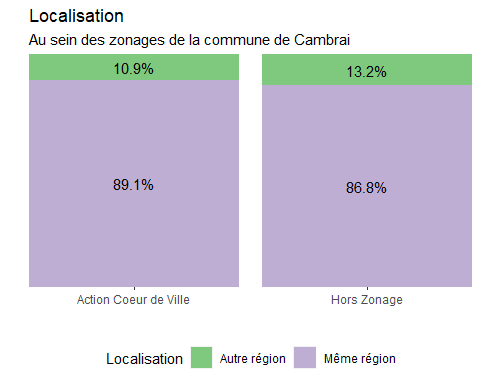 Localisation
Au sein des zonages de la commune de Cambrai
10.9%
13.2%
89.1%
86.8%
Action Coeur de Ville
Hors Zonage
Localisation
Autre région
Même région